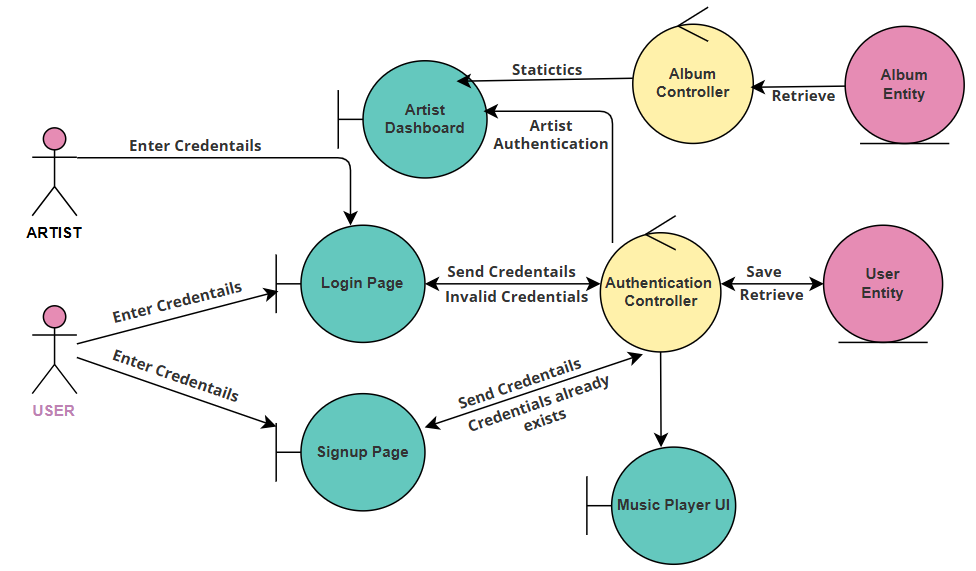 Statictics
Album
Controller
Album
Entity
Retrieve
Artist
Dashboard
Artist
Authentication
Enter Credentails
ARTIST
Login Page
Send Credentails
Invalid Credentials
Authentication
Controller
Save
Retrieve
User
Entity
Enter Credentails
USER
Enter Credentails
Send Credentails
Credentials already
exists
Signup Page
Music Player UI